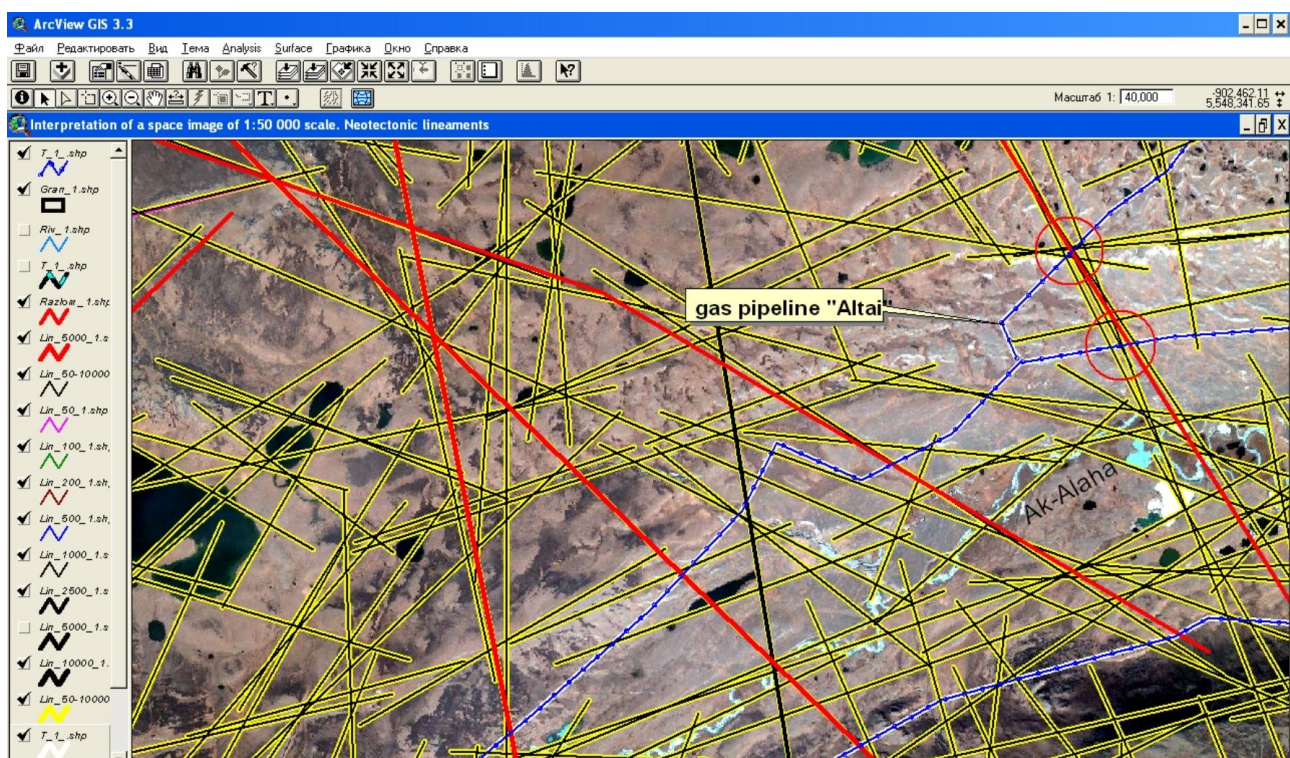 ArcView GIS 3.3
Файл Редактировать Вид Тема Analysis Surface Графика Окно Справка
Масштаб 1: 40,000
-902,462.11
5,548,341.65
Interpretation of a space image of 1:50 000 scale. Neotectonic lineaments
T_1_.shp
Gran_1.shp
Riv_1.shp
T_1_.shp
Razlom_1.shp
Lin_5000_1.s
Lin_50-10000
Lin_50_1.shp
Lin_100_1.sh
Lin_200_1.sh
Lin_500_1.sh
Lin_1000_1.s
Lin_2500_1.s
Lin_5000_1.s
Lin_10000_1.
Lin_50-10000
T_1_.shp
gas pipeline "Altai"
Ak-Alaha